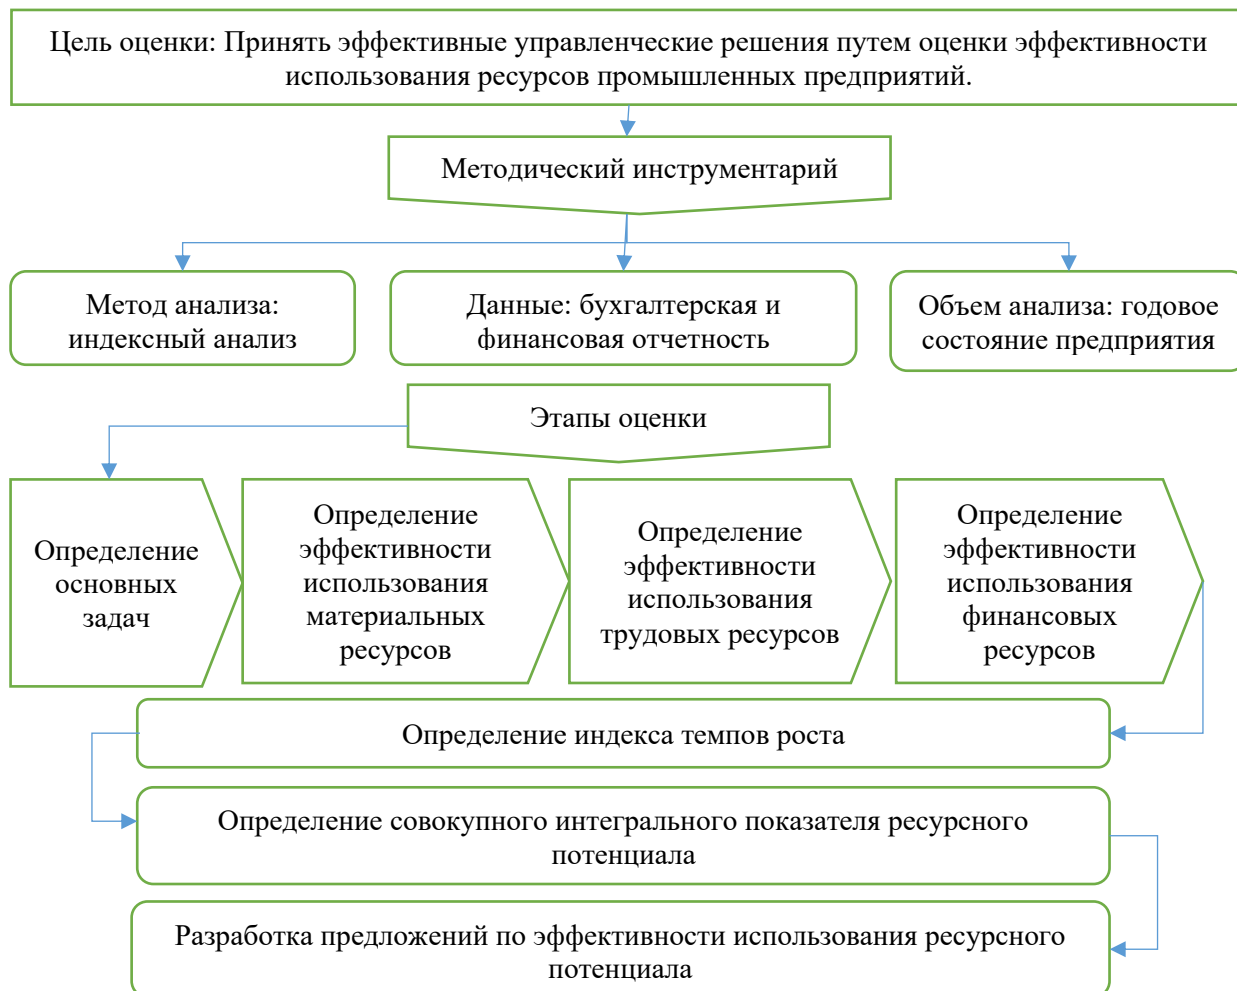 Цель оценки: Принять эффективные управленческие решения путем оценки эффективности
использования ресурсов промышленных предприятий.
Методический инструментарий
Метод анализа:
индексный анализ
Данные: бухгалтерская и
финансовая отчетность
Объем анализа: годовое
состояние предприятия
Этапы оценки
Определение
основных
задач
Определение
эффективности
использования
материальных
ресурсов
Определение
эффективности
использования
трудовых ресурсов
Определение
эффективности
использования
финансовых
ресурсов
Определение индекса темпов роста
Определение совокупного интегрального показателя ресурсного
потенциала
Разработка предложений по эффективности использования ресурсного
потенциала